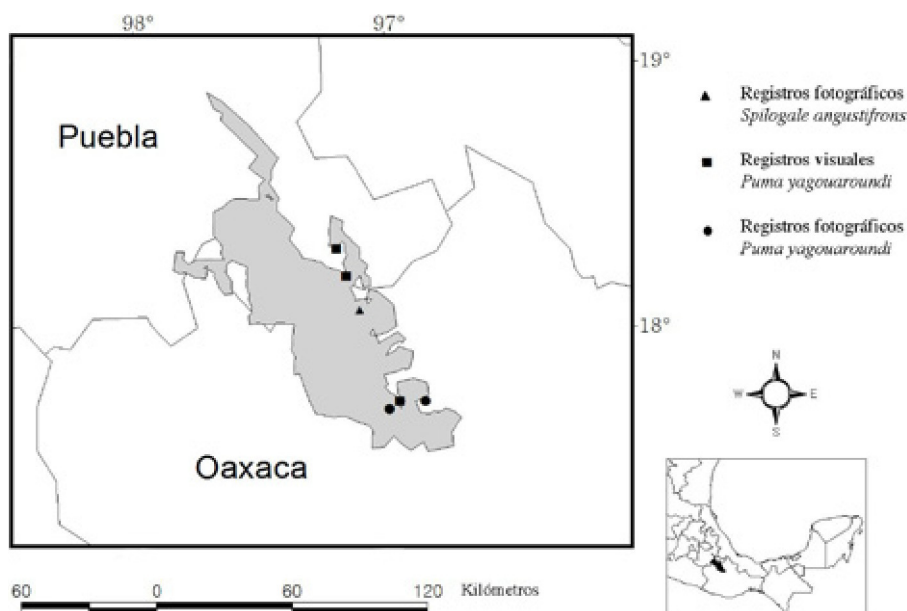 98° 97°
19°
Puebla
18°
Oaxaca
Registros fotográficos
Spilogale angustifrons
Registros visuales
Puma yagouaroundi
Registros fotográficos
Puma yagouaroundi
N
W E
S
60 0 60 120 Kilómetros